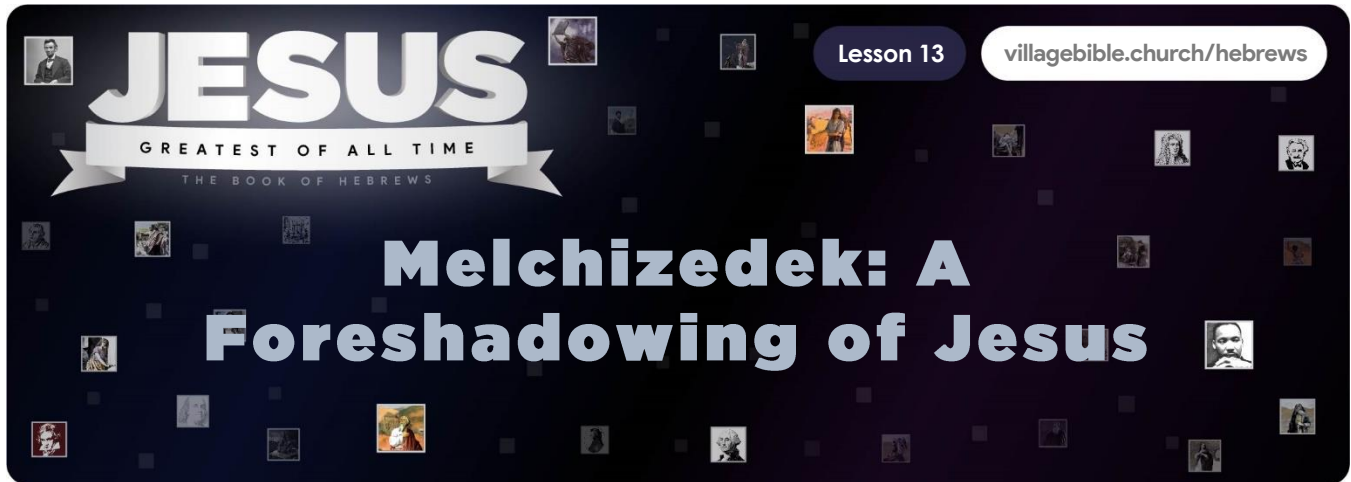 JESUS
GREATEST OF ALL TIME
THE BOOK OF HEBREWS
Lesson 13
villagebible.church/hebrews
Melchizedek: A
Foreshadowing of Jesus